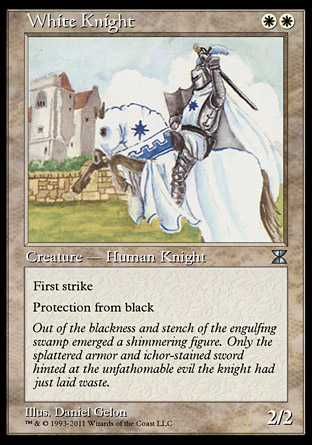 White Knight
Creature — Human Knight
First strike
Protection from black
Out of the blackness and stench of the engulfing
swamp emerged a shimmering figure. Only the
splattered armor and ichor-stained sword
hinted at the unfathomable evil the knight had
just laid waste.
Illus. Daniel Gelon
™ & © 1993-2011 Wizards of the Coast LLC
2/2